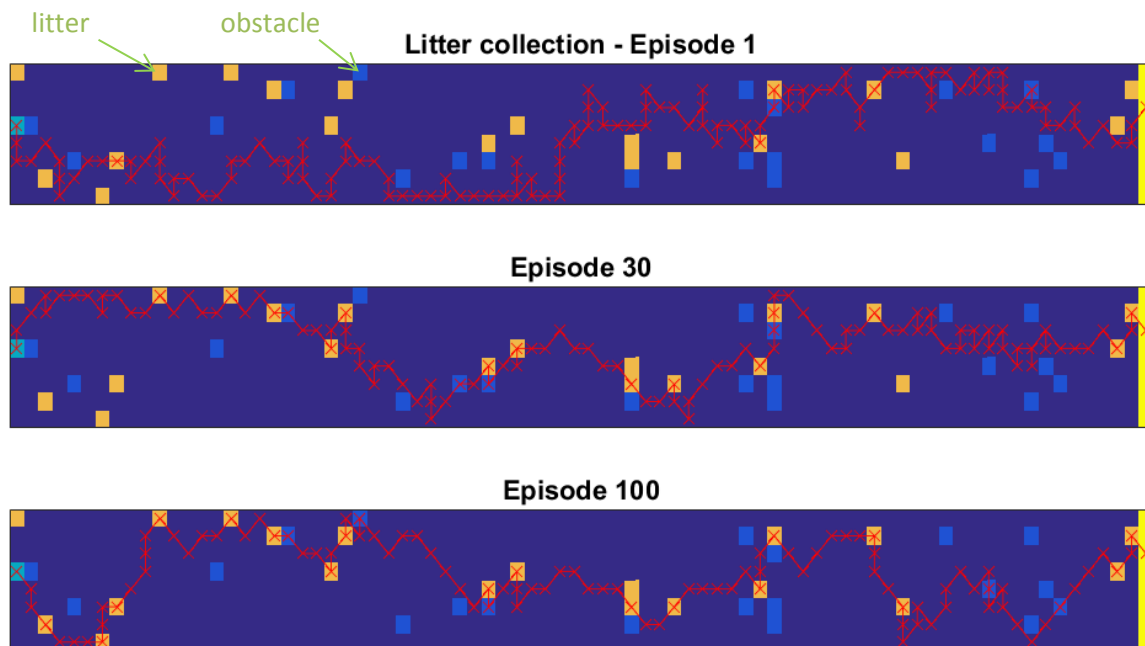 litter
obstacle
Litter collection - Episode 1
Episode 30
Episode 100